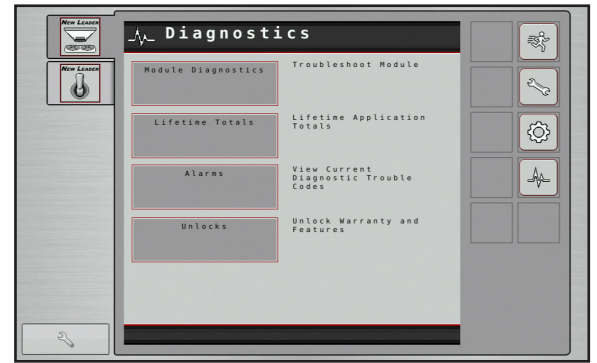 New Leader
New Leader
Diagnostics
Module Diagnostics
Troubleshoot Module
Lifetime Totals
Lifetime Application
Totals
Alarms
View Current
Diagnostic Trouble
Codes
Unlocks
Unlock Warranty and
Features